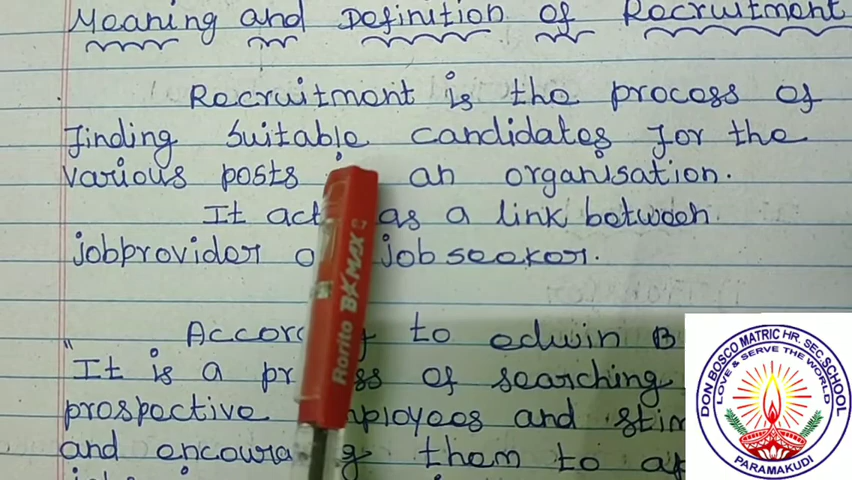 Meaning and Definition of Recruitment
Recruitment is the process of
finding suitable candidates for the
various posts an organisation.
It as a link between
jobprovider jobseeker.
to edwin B
"It is a of searching
prospective and
and them to
Rorito BX MAX
DON BOSCO MATRIC HR. SEC. SCHOOL
LOVE & SERVE THE WORLD
PARAMAKUDI